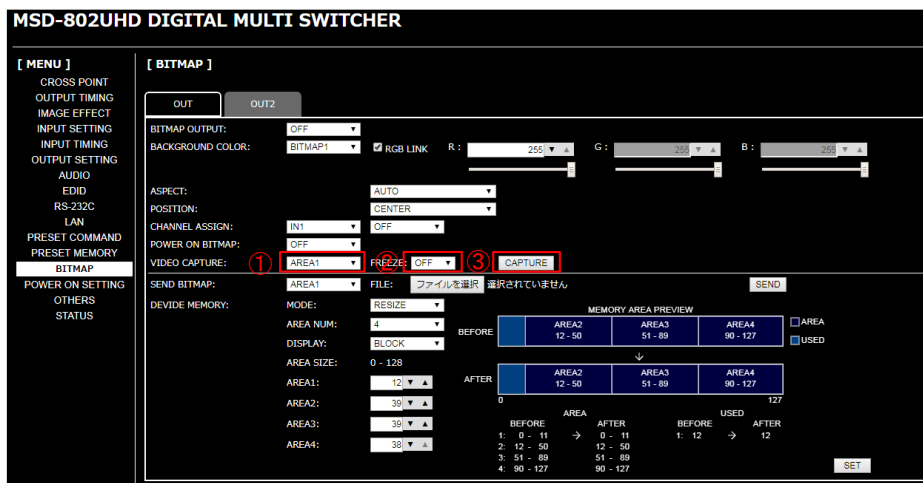 MSD-802UHD DIGITAL MULTI SWITCHER
[ MENU ]
CROSS POINT
OUTPUT TIMING
IMAGE EFFECT
INPUT SETTING
INPUT TIMING
OUTPUT SETTING
AUDIO
EDID
RS-232C
LAN
PRESET COMMAND
PRESET MEMORY
BITMAP
POWER ON SETTING
OTHERS
STATUS
[ BITMAP ]
OUT OUT2
BITMAP OUTPUT: OFF
BACKGROUND COLOR: BITMAP1 RGB LINK R : 255 G : 255 B : 255
ASPECT: AUTO
POSITION: CENTER
CHANNEL ASSIGN: IN1 OFF
POWER ON BITMAP: OFF
VIDEO CAPTURE: ① AREA1 ② FREEZE: OFF ③ CAPTURE
SEND BITMAP: AREA1 FILE: ファイルを選択 選択されていません SEND
DEVIDE MEMORY: MODE: RESIZE
AREA NUM: 4
DISPLAY: BLOCK
AREA SIZE: 0 - 128
AREA1: 12
AREA2: 39
AREA3: 39
AREA4: 38
MEMORY AREA PREVIEW
BEFORE AREA2 12 - 50 AREA3 51 - 89 AREA4 90 - 127
AREA
USED
↓
AFTER AREA2 12 - 50 AREA3 51 - 89 AREA4 90 - 127
0 127
AREA USED
BEFORE AFTER BEFORE AFTER
1: 0 - 11 → 0 - 11 1: 12 → 12
2: 12 - 50 12 - 50
3: 51 - 89 51 - 89
4: 90 - 127 90 - 127
SET